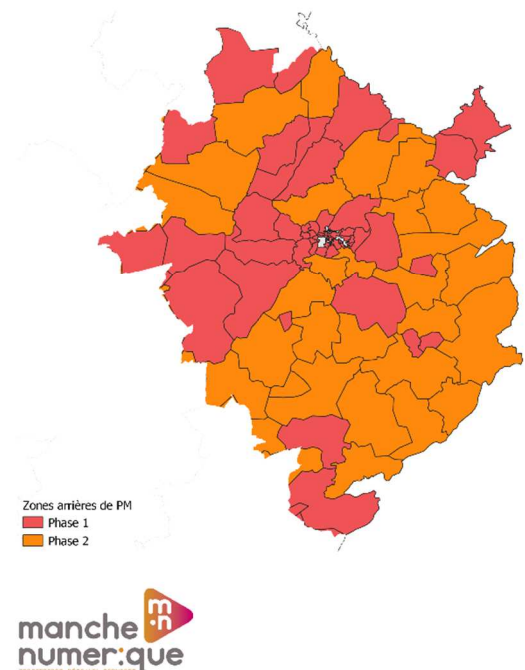 Zones arrières de PM
Phase 1
Phase 2
m:n
manche
numer:que